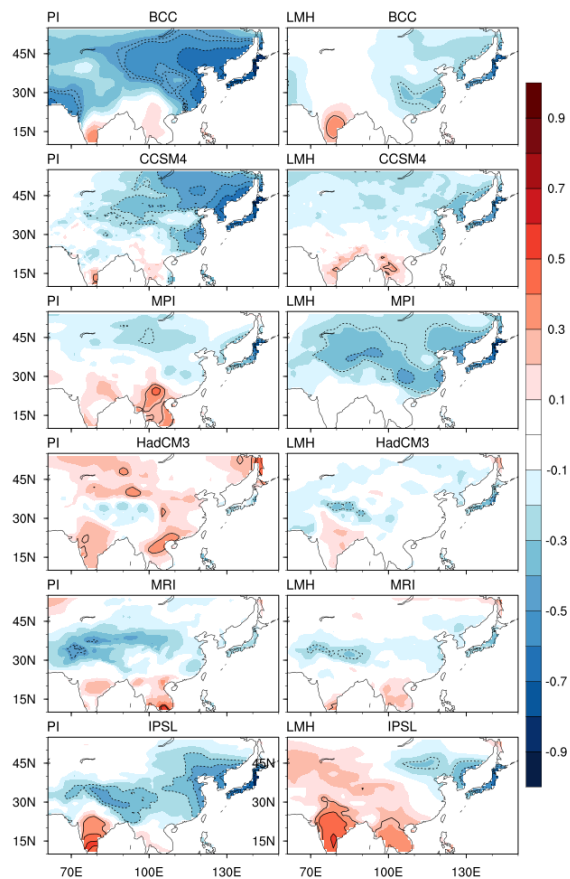 PI BCC LMH BCC
45N
30N
15N
0.9
PI CCSM4 LMH CCSM4
45N
0.7
30N
15N
0.5
PI MPI LMH MPI
45N
0.3
30N
15N
0.1
PI HadCM3 LMH HadCM3
45N
-0.1
30N
15N
-0.3
PI MRI LMH MRI
45N
-0.5
30N
15N
-0.7
PI IPSL LMH IPSL
45N 45N
-0.9
30N
15N 15N
70E 100E 130E 70E 100E 130E